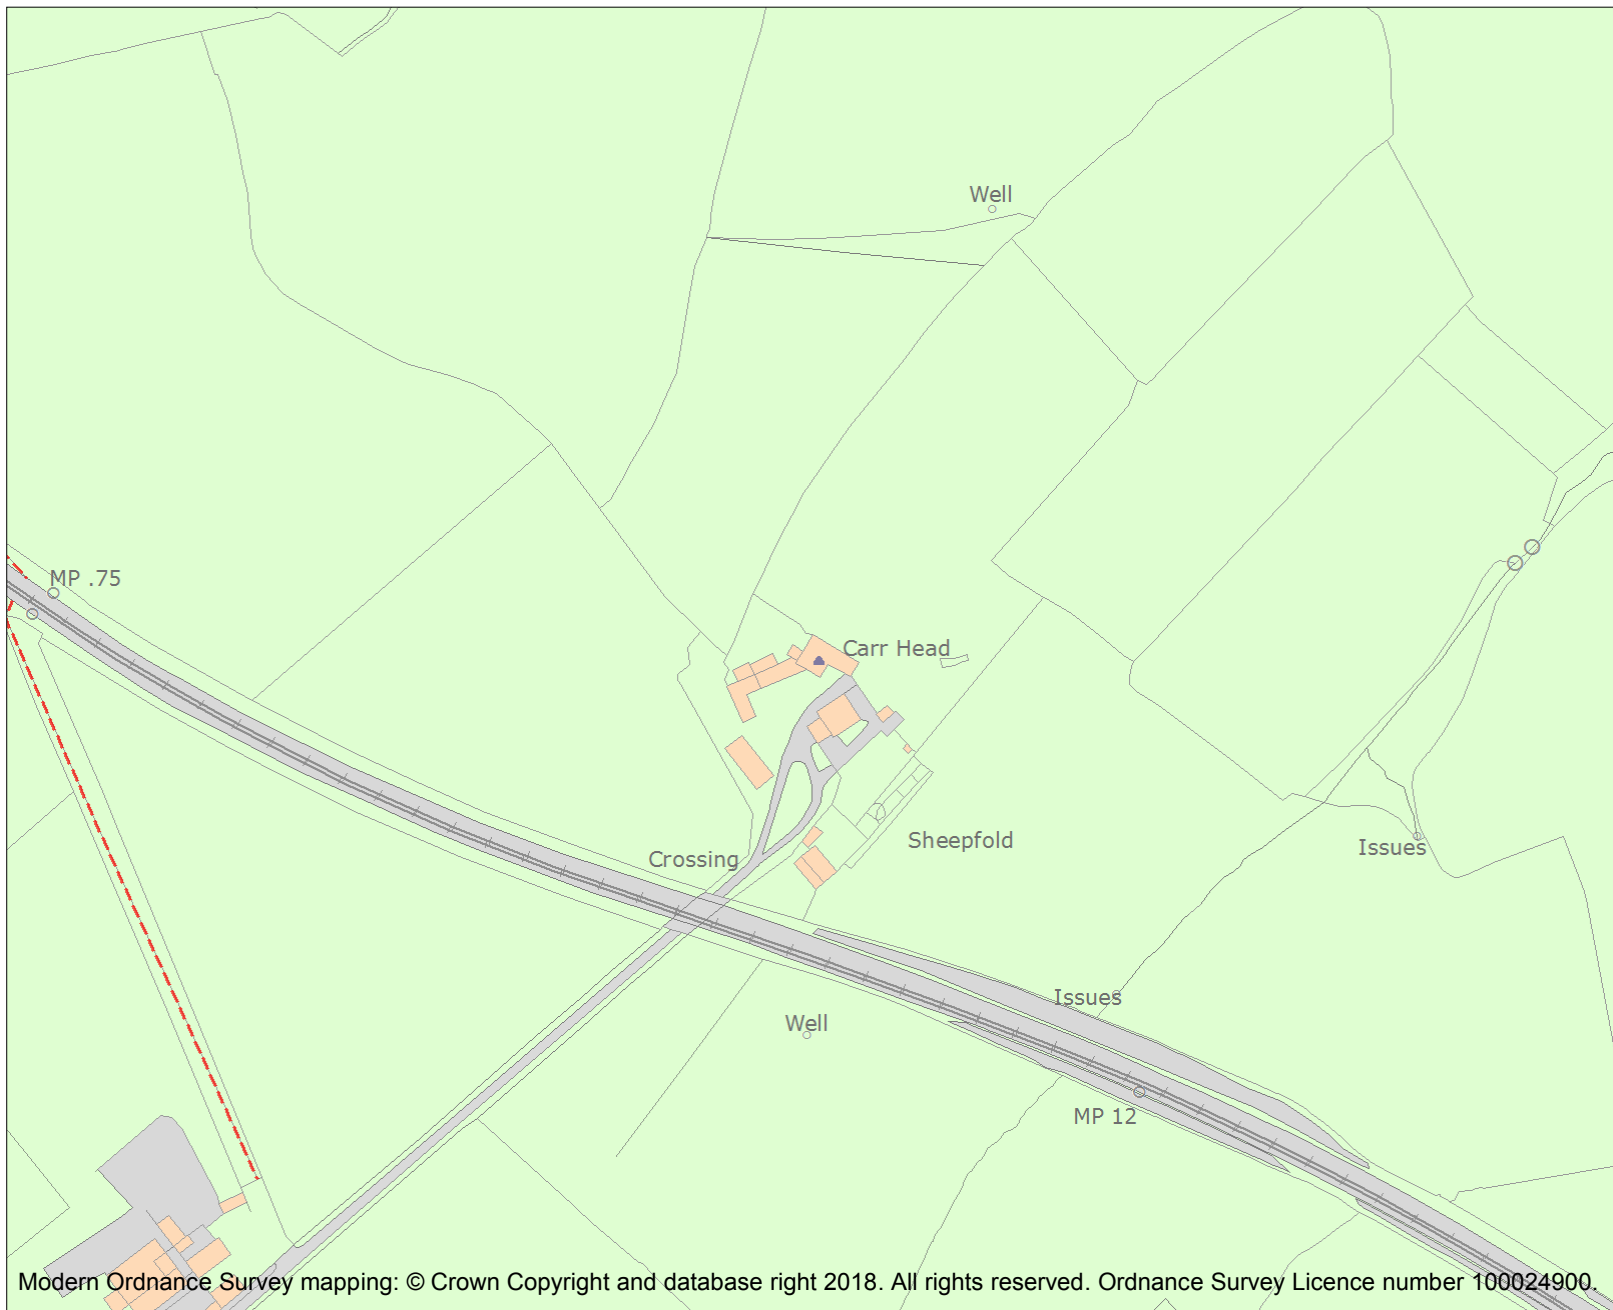 Well
MP .75
Carr Head
Sheepfold
Crossing
Issues
Issues
Well
MP 12
Modern Ordnance Survey mapping: © Crown Copyright and database right 2018. All rights reserved. Ordnance Survey Licence number 100024900.